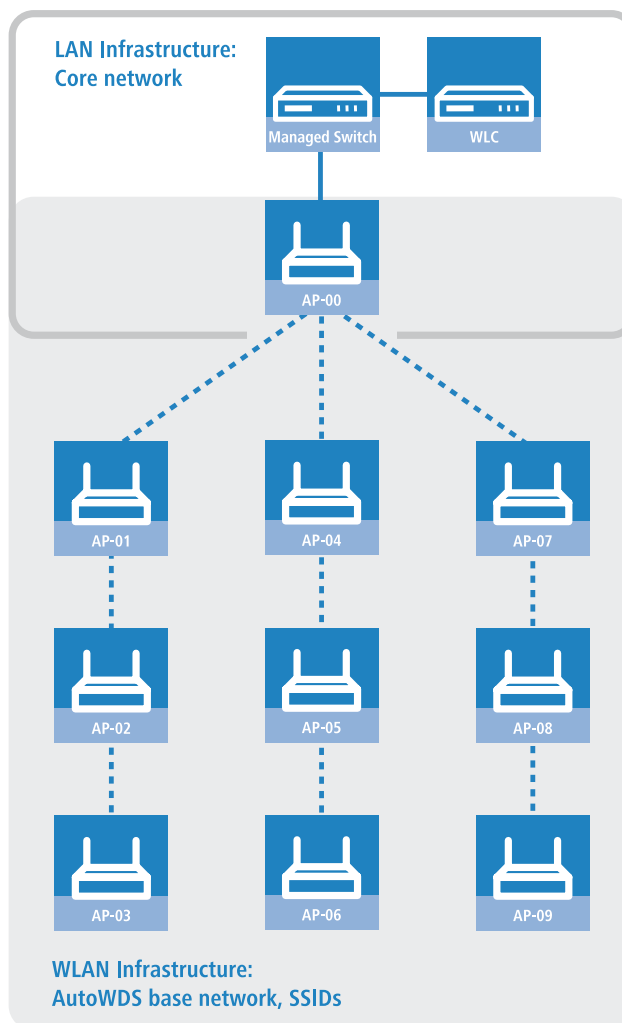 LAN Infrastructure:
Core network
Managed Switch
WLC
AP-00
AP-01
AP-04
AP-07
AP-02
AP-05
AP-08
AP-03
AP-06
AP-09
WLAN Infrastructure:
AutoWDS base network, SSIDs